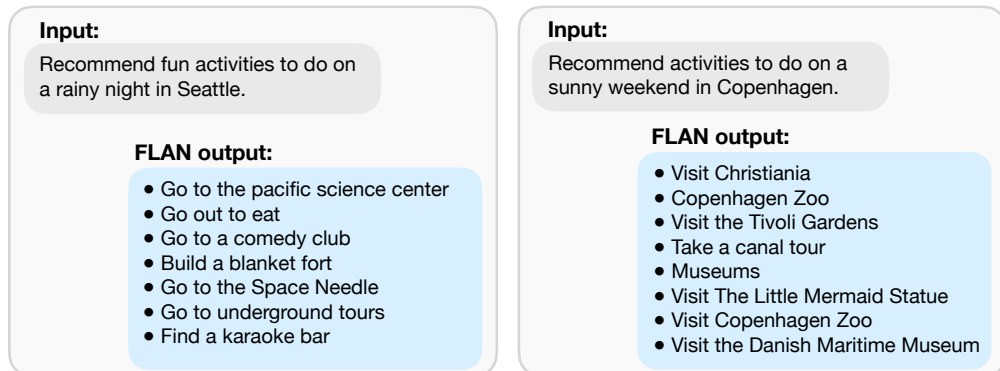 Input:
Recommend fun activities to do on
a rainy night in Seattle.
FLAN output:
• Go to the pacific science center
• Go out to eat
• Go to a comedy club
• Build a blanket fort
• Go to the Space Needle
• Go to underground tours
• Find a karaoke bar
Input:
Recommend activities to do on a
sunny weekend in Copenhagen.
FLAN output:
• Visit Christiania
• Copenhagen Zoo
• Visit the Tivoli Gardens
• Take a canal tour
• Museums
• Visit The Little Mermaid Statue
• Visit Copenhagen Zoo
• Visit the Danish Maritime Museum